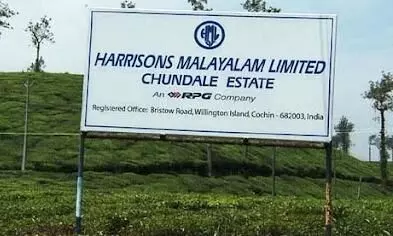 HML
HARRISONS MALAYALAM LIMITED
CHUNDALE ESTATE
An RPG Company
Registered Office: Bristow Road, Willington Island, Cochin - 682003, India